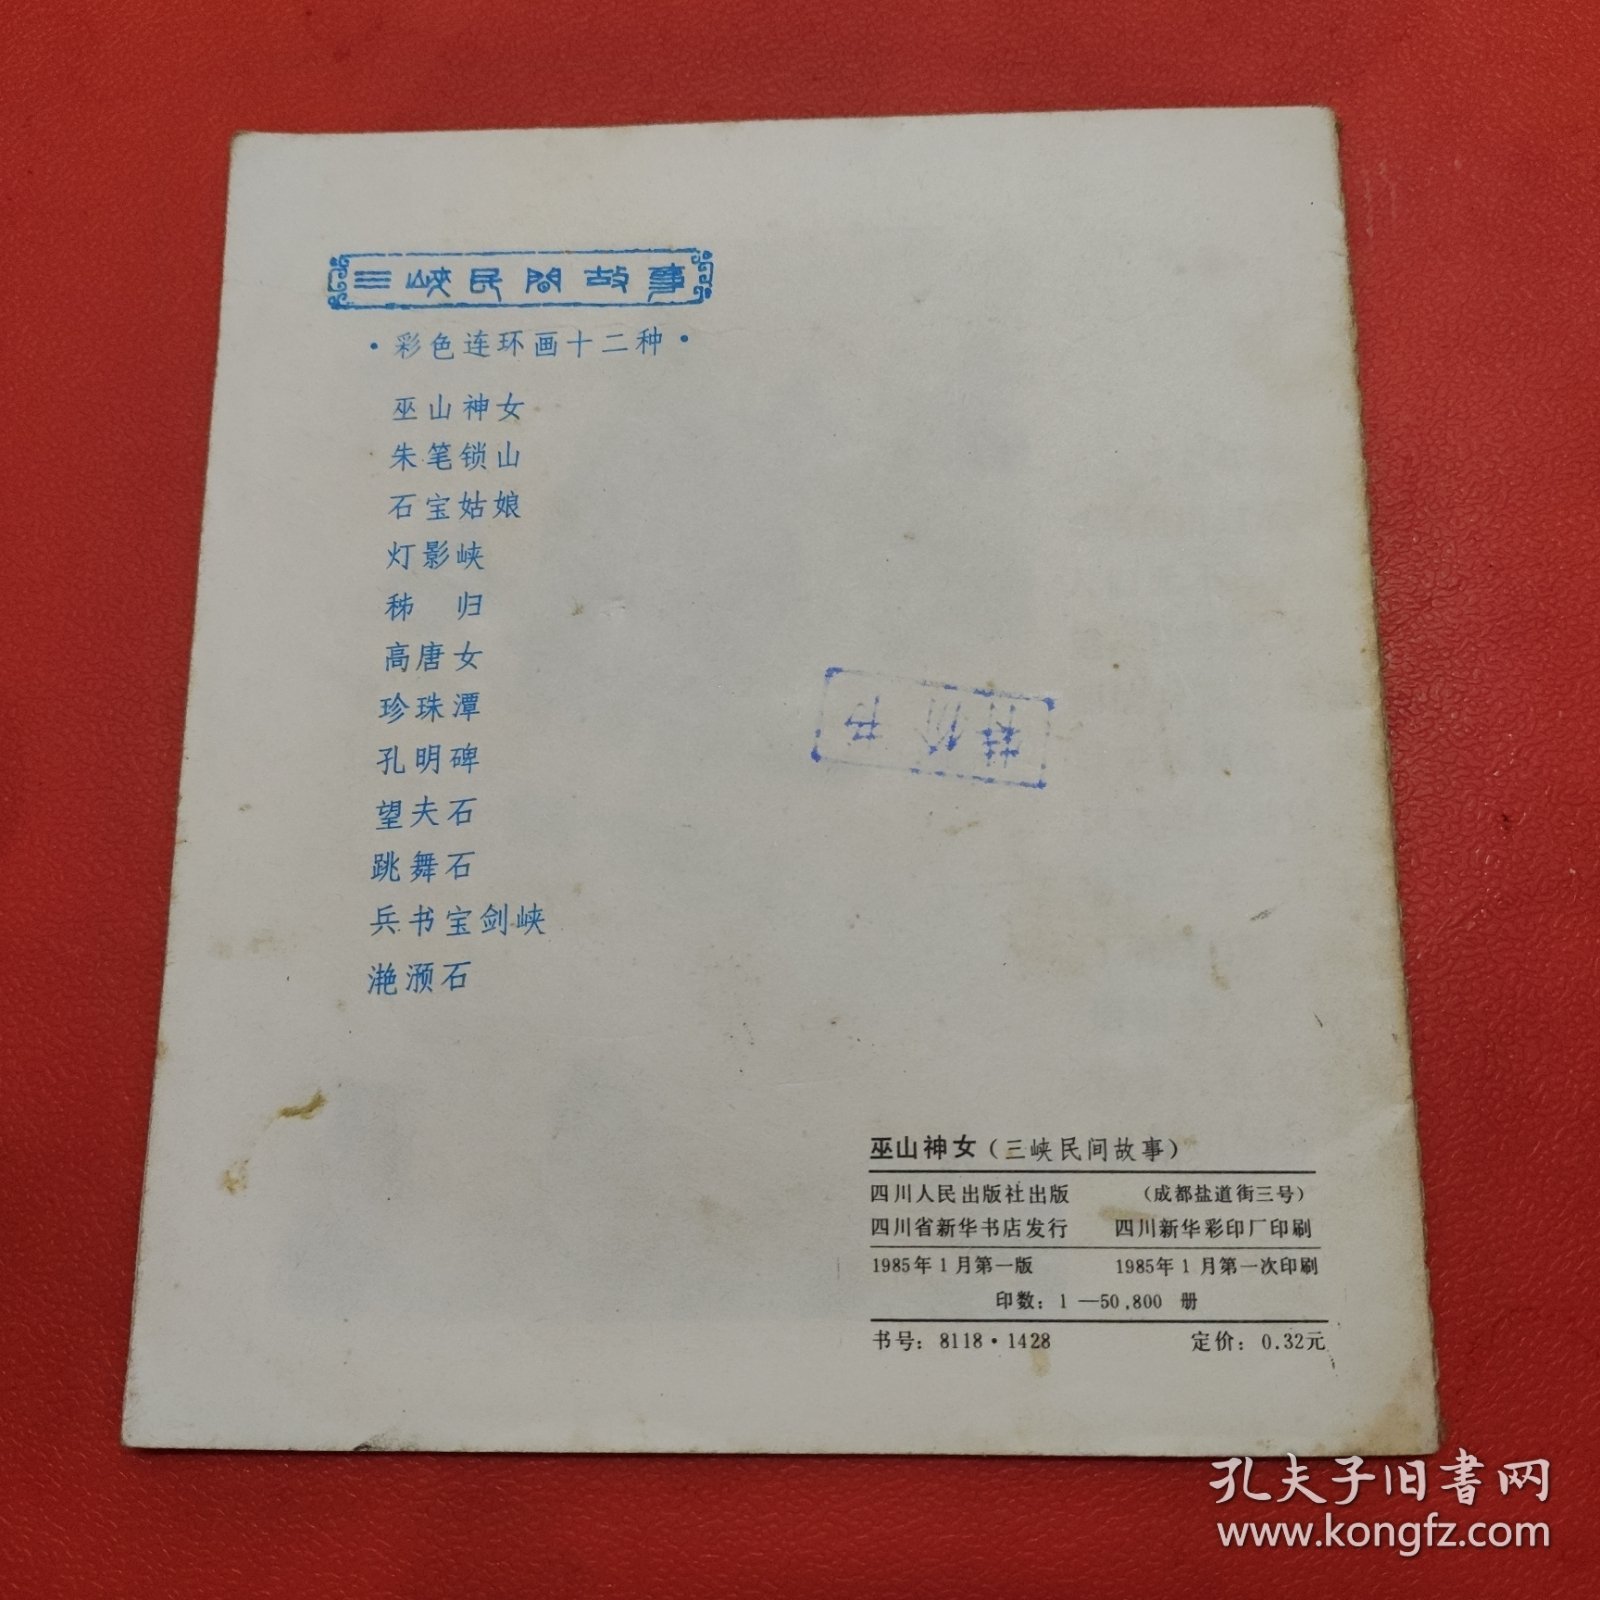 三峡民间故事
·彩色连环画十二种·
巫山神女
朱笔锁山
石宝姑娘
灯影峡
秭　归
高唐女
珍珠潭
孔明碑
望夫石
跳舞石
兵书宝剑峡
滟滪石
特价书
巫山神女（三峡民间故事）
四川人民出版社出版　（成都盐道街三号）
四川省新华书店发行　四川新华彩印厂印刷
1985年1月第一版　1985年1月第一次印刷
印数：1—50,800 册
书号：8118·1428　定价：0.32元
孔夫子旧书网
www.kongfz.com